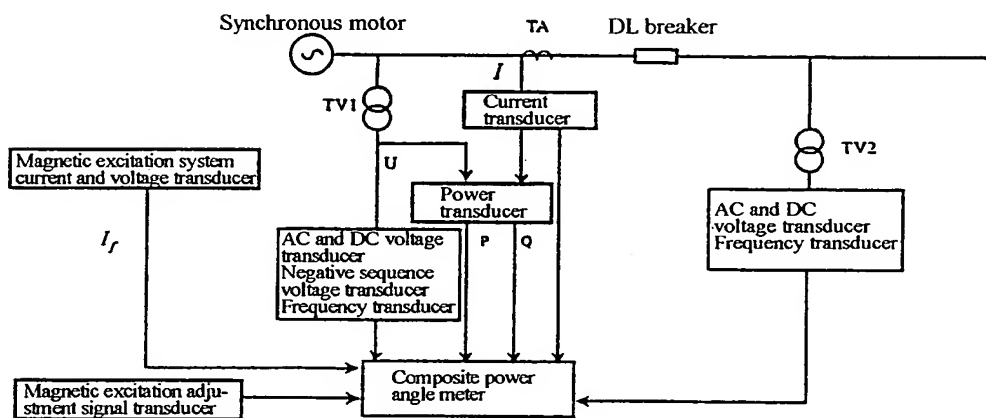 Synchronous motor
TA
DL breaker
I
TV1
Current
transducer
TV2
Magnetic excitation system
current and voltage transducer
U
Power
transducer
AC and DC
voltage transducer
Frequency transducer
I_f
AC and DC voltage
transducer
Negative sequence
voltage transducer
Frequency transducer
P
Q
Composite power
angle meter
Magnetic excitation adju-
stment signal transducer